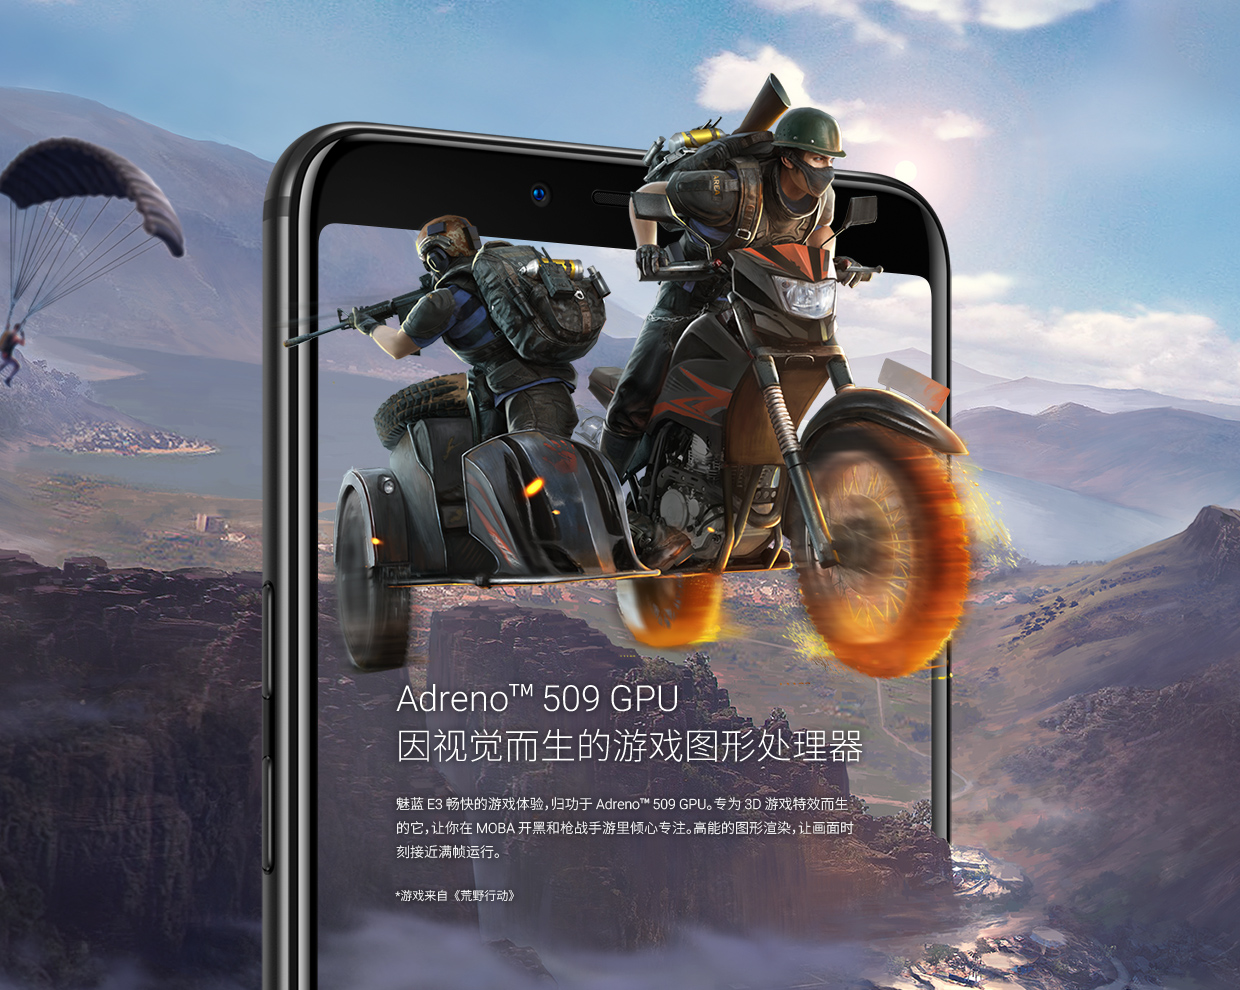 Adreno™ 509 GPU
因视觉而生的游戏图形处理器
魅蓝 E3 畅快的游戏体验，归功于 Adreno™ 509 GPU。专为 3D 游戏特效而生
的它，让你在 MOBA 开黑和枪战手游里倾心专注。高能的图形渲染，让画面时
刻接近满帧运行。
*游戏来自《荒野行动》